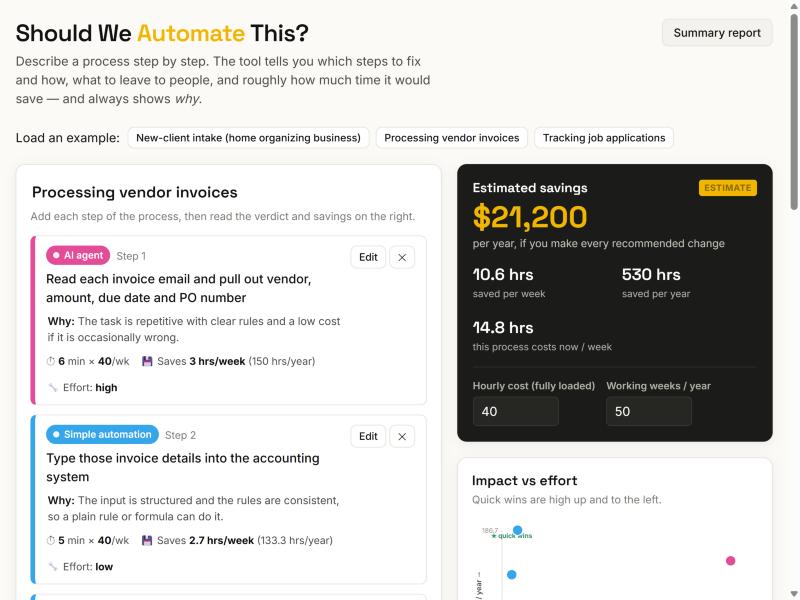 Should We Automate This?
Summary report
Describe a process step by step. The tool tells you which steps to fix
and how, what to leave to people, and roughly how much time it would
save — and always shows why.
Load an example:
New-client intake (home organizing business)
Processing vendor invoices
Tracking job applications
Processing vendor invoices
Add each step of the process, then read the verdict and savings on the right.
AI agent
Step 1
Edit
×
Read each invoice email and pull out vendor,
amount, due date and PO number
Why: The task is repetitive with clear rules and a low cost
if it is occasionally wrong.
⏱ 6 min × 40/wk 💾 Saves 3 hrs/week (150 hrs/year)
🔧 Effort: high
Simple automation
Step 2
Edit
×
Type those invoice details into the accounting
system
Why: The input is structured and the rules are consistent,
so a plain rule or formula can do it.
⏱ 5 min × 40/wk 💾 Saves 2.7 hrs/week (133.3 hrs/year)
🔧 Effort: low
Estimated savings
ESTIMATE
$21,200
per year, if you make every recommended change
10.6 hrs
saved per week
530 hrs
saved per year
14.8 hrs
this process costs now / week
Hourly cost (fully loaded)
40
Working weeks / year
50
Impact vs effort
Quick wins are high up and to the left.
186.7
★ quick wins
/ year →